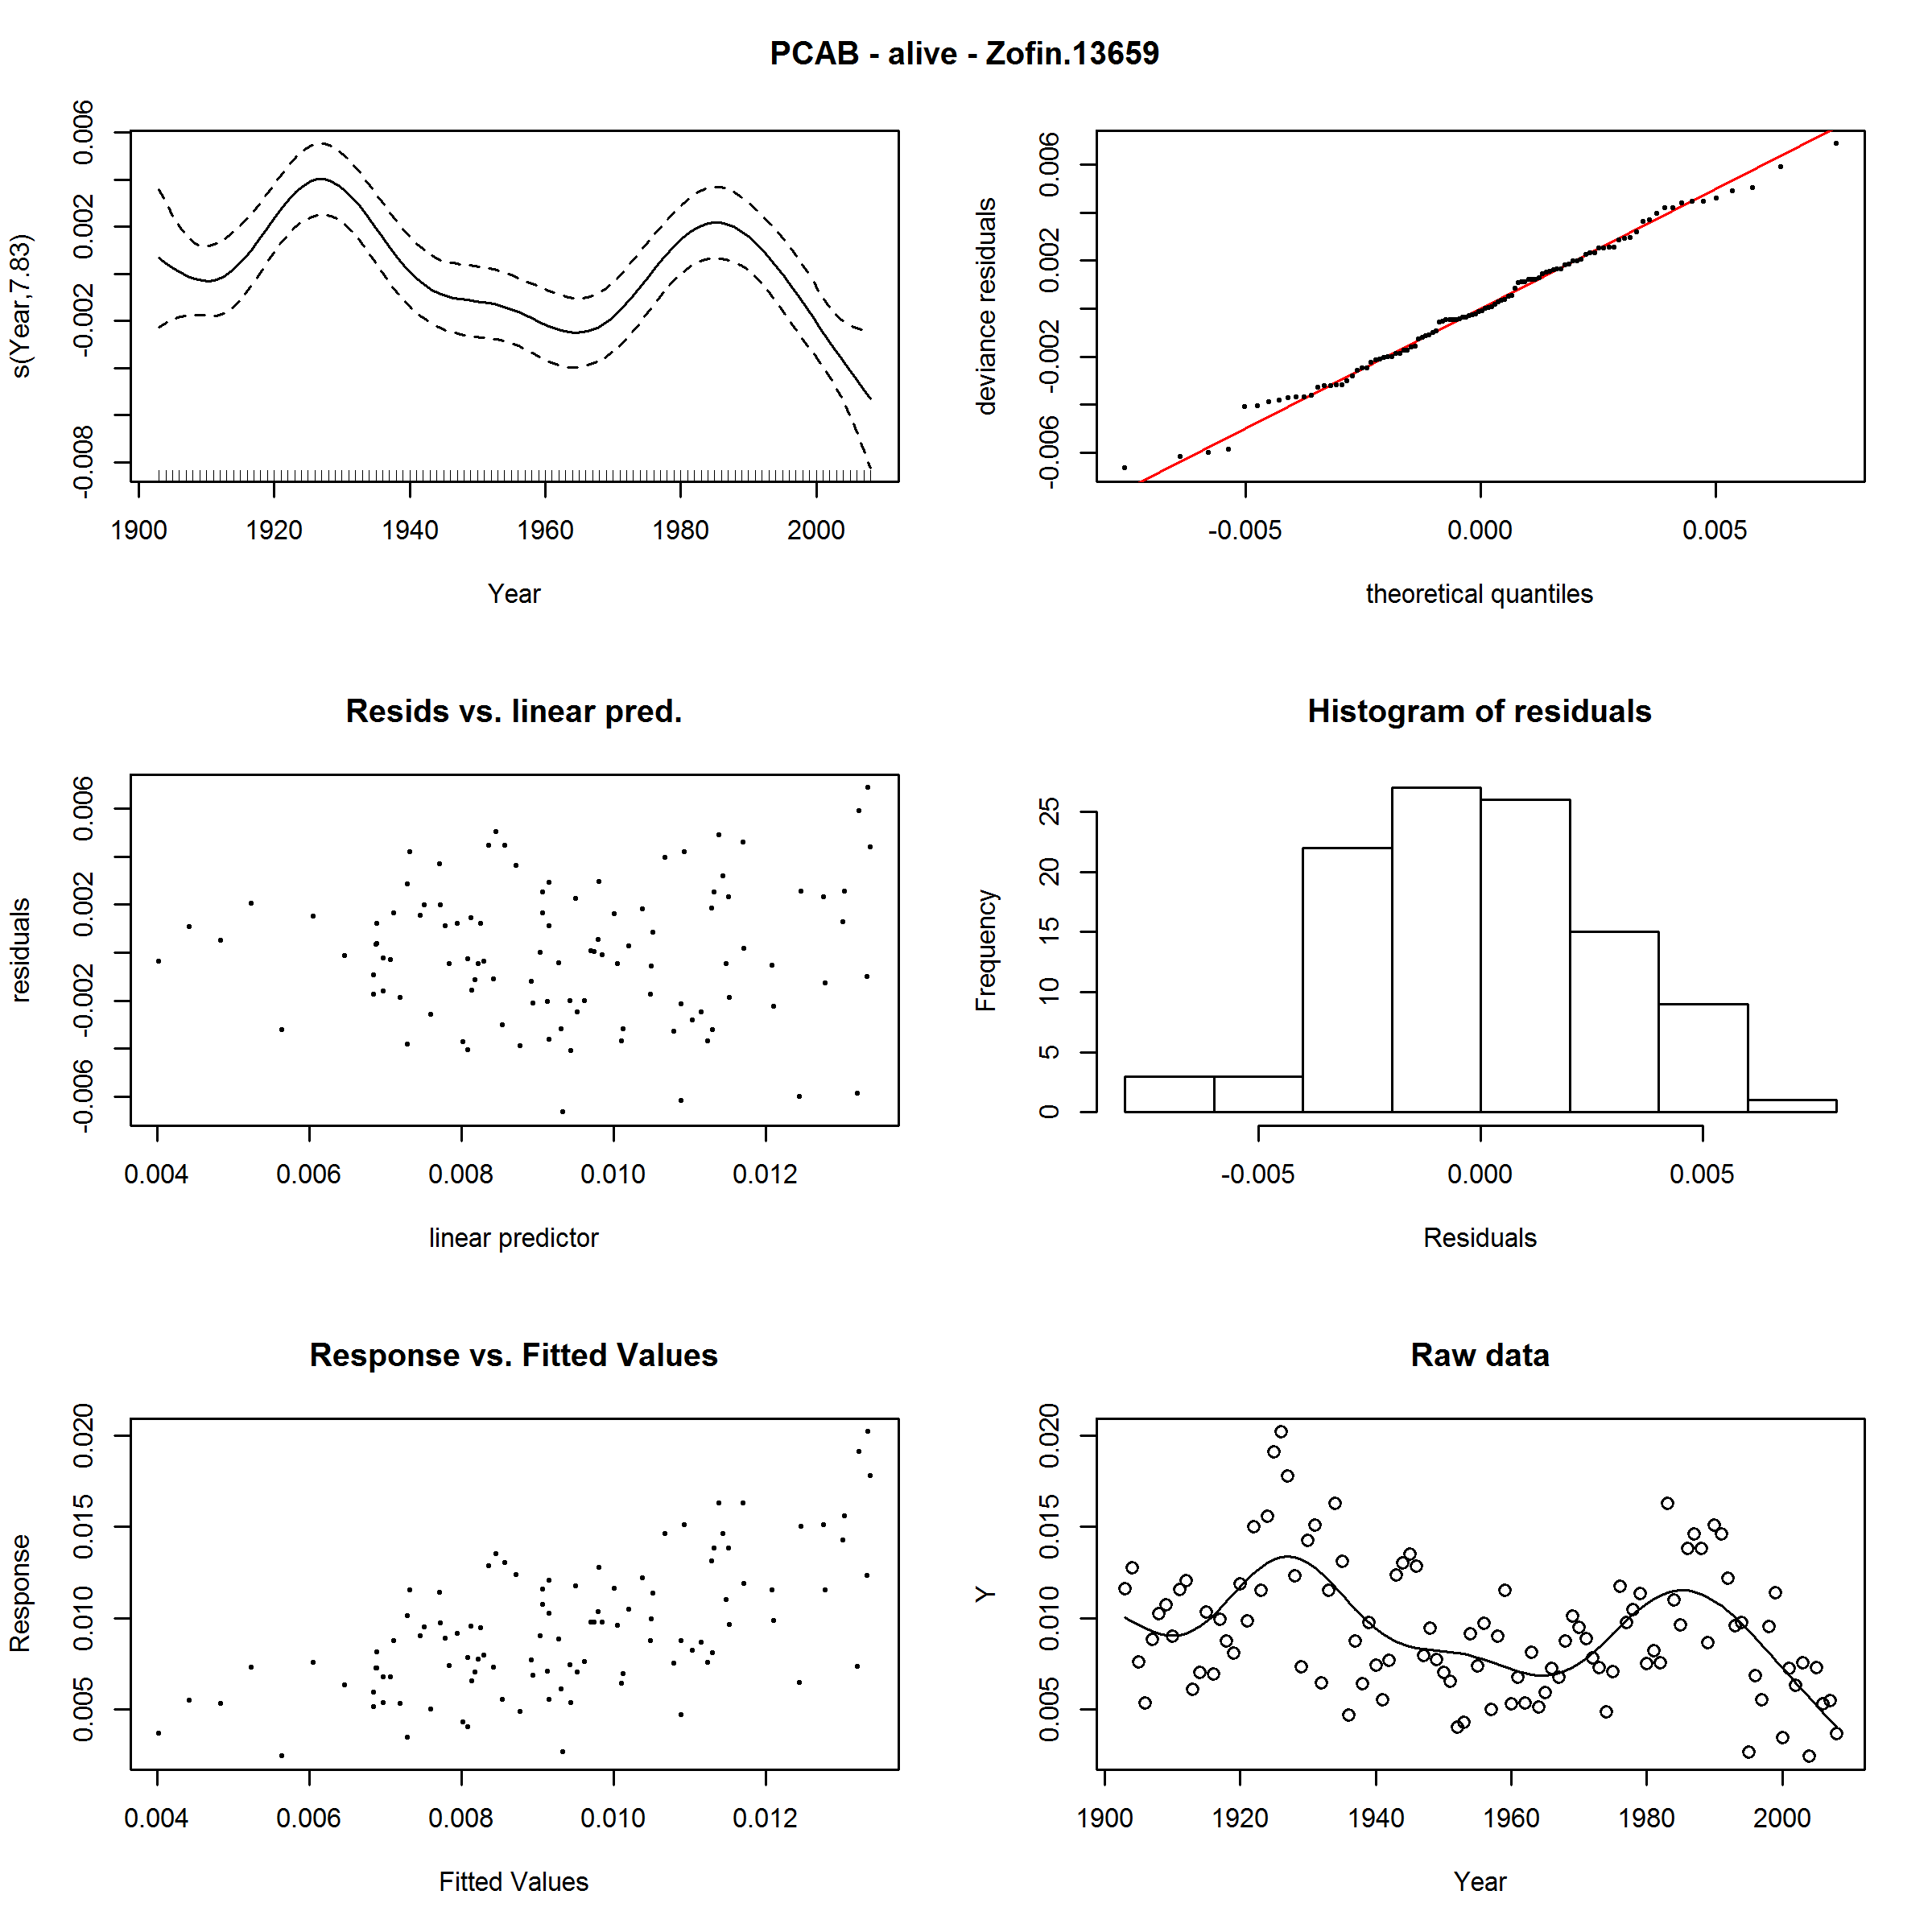 PCAB - alive - Zofin.13659
s(Year,7.83)
-0.008 -0.002 0.002 0.006
1900 1920 1940 1960 1980 2000
Year
deviance residuals
-0.006 -0.002 0.002 0.006
-0.005 0.000 0.005
theoretical quantiles
Resids vs. linear pred.
residuals
-0.006 -0.002 0.002 0.006
0.004 0.006 0.008 0.010 0.012
linear predictor
Histogram of residuals
Frequency
0 5 10 15 20 25
-0.005 0.000 0.005
Residuals
Response vs. Fitted Values
Response
0.005 0.010 0.015 0.020
0.004 0.006 0.008 0.010 0.012
Fitted Values
Raw data
Y
0.005 0.010 0.015 0.020
1900 1920 1940 1960 1980 2000
Year